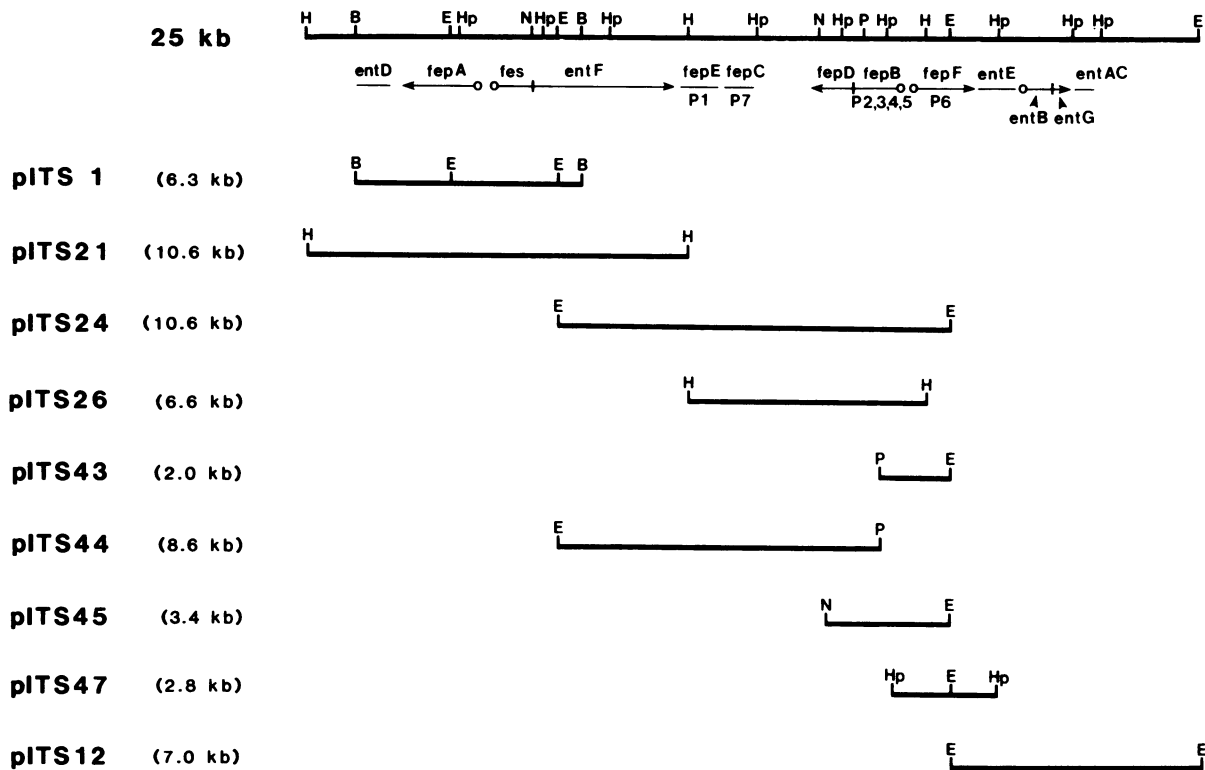 H B E Hp N Hp E B Hp H Hp N Hp P Hp H E Hp Hp Hp E
25 kb
entD fepA fes entF fepE fepC fepD fepB fepF entE entAC
P1 P7 P2,3,4,5 P6
entB entG
pITS 1 (6.3 kb) B E E B
pITS21 (10.6 kb) H H
pITS24 (10.6 kb) E E
pITS26 (6.6 kb) H H
pITS43 (2.0 kb) P E
pITS44 (8.6 kb) E P
pITS45 (3.4 kb) N E
pITS47 (2.8 kb) Hp E Hp
pITS12 (7.0 kb) E E